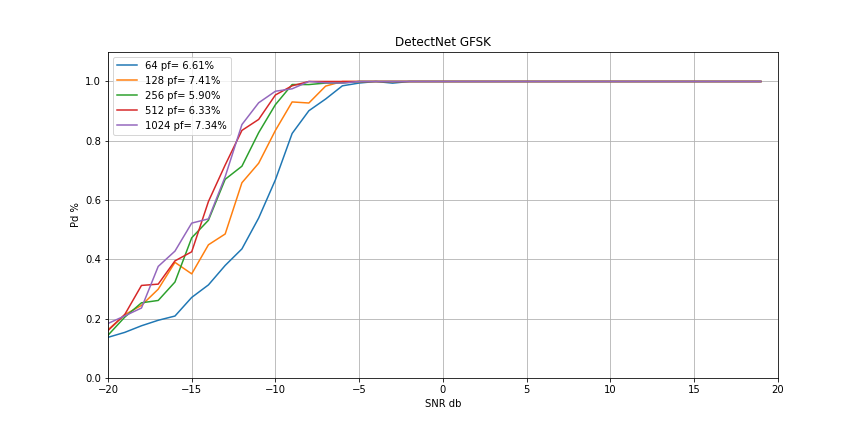 DetectNet GFSK
64 pf= 6.61%
128 pf= 7.41%
256 pf= 5.90%
512 pf= 6.33%
1024 pf= 7.34%
1.0
0.8
0.6
0.4
0.2
0.0
Pd %
−20 −15 −10 −5 0 5 10 15 20
SNR db